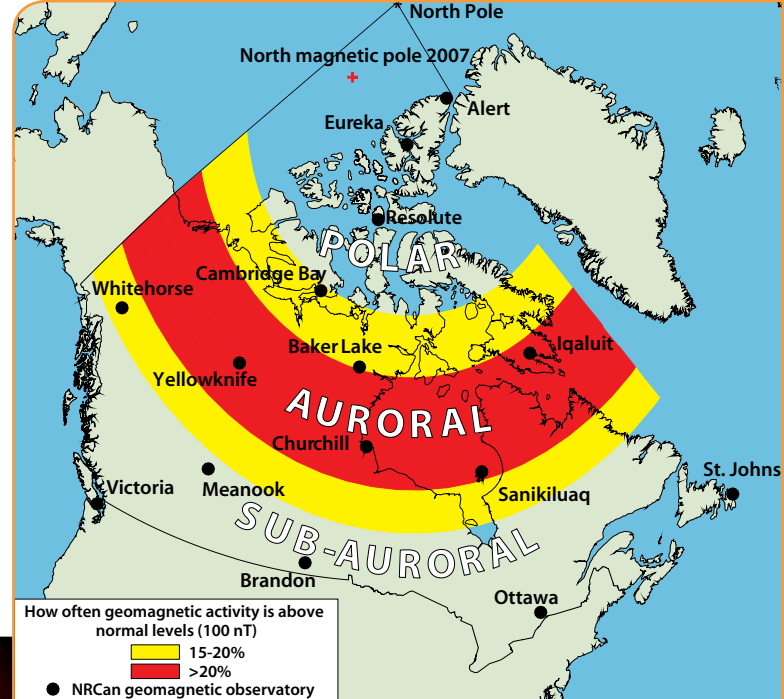 North Pole
North magnetic pole 2007
Alert
Eureka
Resolute
POLAR
Cambridge Bay
Whitehorse
Baker Lake
Iqaluit
Yellowknife
AURORAL
Churchill
St. Johns
Victoria
Meanook
Sanikiluaq
SUB-AURORAL
Brandon
Ottawa
How often geomagnetic activity is above
normal levels (100 nT)
15-20%
>20%
NRCan geomagnetic observatory